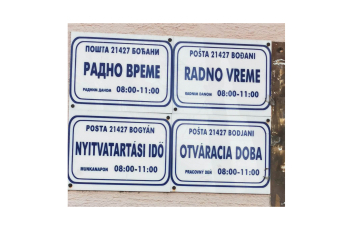 ПОШТА 21427 БОЂАНИ
РАДНО ВРЕМЕ
РАДНИМ ДАНОМ 08:00-11:00
POŠTA 21427 BOĐANI
RADNO VREME
RADNIM DANOM 08:00-11:00
POSTA 21427 BOGYÁN
NYITVATARTÁSI IDŐ
MUNKANAPON 08:00-11:00
POŠTA 21427 BODJANI
OTVÁRACIA DOBA
PRACOVNÝ DEŇ 08:00-11:00